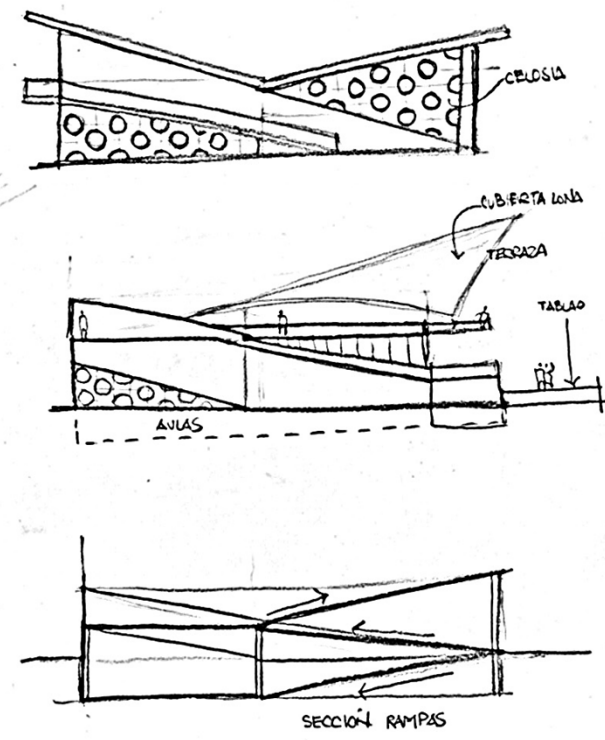 CELOSIA
CUBIERTA LONA
TERRAZA
TABLAO
AULAS
SECCIÓN RAMPAS